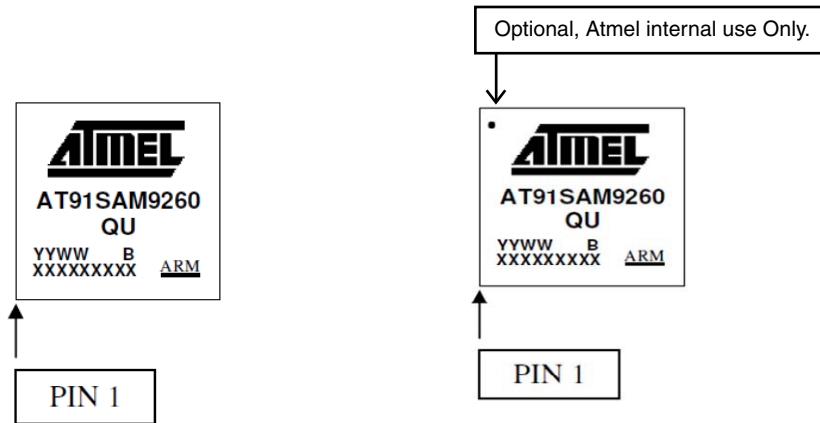 Optional, Atmel internal use Only.
ATMEL
AT91SAM9260
QU
YYWW B
XXXXXXXXX ARM
PIN 1
ATMEL
AT91SAM9260
QU
YYWW B
XXXXXXXXX ARM
PIN 1